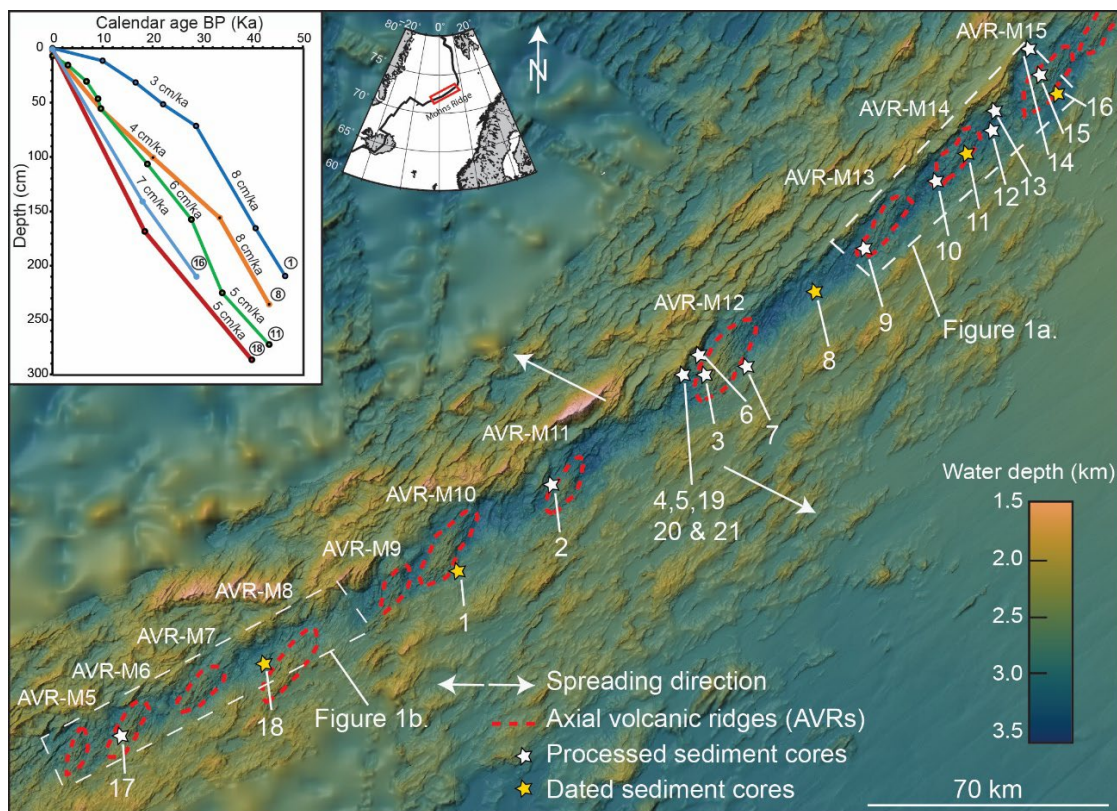 Calendar age BP (Ka)
0 10 20 30 40 50
Depth (cm)
0
50
100
150
200
250
300
3 cm/ka
8 cm/ka
4 cm/ka
8 cm/ka
6 cm/ka
5 cm/ka
7 cm/ka
5 cm/ka
1
8
11
16
18
-20° 0° 20°
80
75
70
65
60
Mohns Ridge
N
AVR-M15
AVR-M14
AVR-M13
AVR-M12
AVR-M11
AVR-M10
AVR-M9
AVR-M8
AVR-M7
AVR-M6
AVR-M5
16
15
14
13
12
11
10
9
8
7
6
3
4,5,19
20 & 21
2
1
18
17
Figure 1a.
Figure 1b.
Water depth (km)
1.5
2.0
2.5
3.0
3.5
Spreading direction
Axial volcanic ridges (AVRs)
Processed sediment cores
Dated sediment cores
70 km